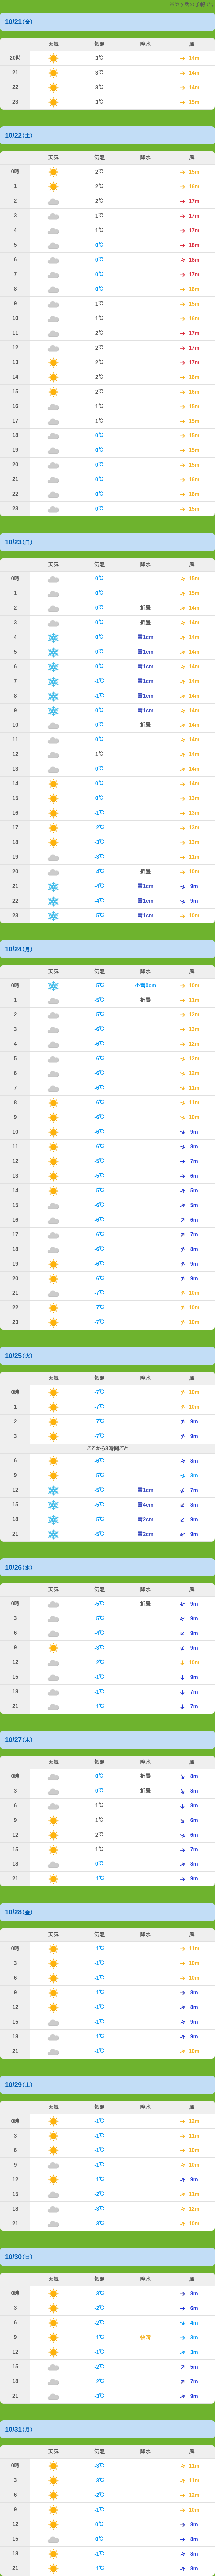 10/21(金)
天気 気温 降水 風
20時 3℃ 14m
21 3℃ 14m
22 3℃ 14m
23 3℃ 15m
10/22(土)
天気 気温 降水 風
0時 2℃ 15m
1 2℃ 16m
2 2℃ 17m
3 1℃ 17m
4 1℃ 17m
5 0℃ 18m
6 0℃ 18m
7 0℃ 17m
8 0℃ 16m
9 1℃ 15m
10 1℃ 16m
11 2℃ 17m
12 2℃ 17m
13 2℃ 17m
14 2℃ 16m
15 2℃ 16m
16 1℃ 15m
17 1℃ 15m
18 0℃ 15m
19 0℃ 15m
20 0℃ 15m
21 0℃ 16m
22 0℃ 16m
23 0℃ 15m
10/23(日)
天気 気温 降水 風
0時 0℃ 15m
1 0℃ 15m
2 0℃ 折曇 14m
3 0℃ 折曇 14m
4 0℃ 雪1cm 14m
5 0℃ 雪1cm 14m
6 0℃ 雪1cm 14m
7 -1℃ 雪1cm 14m
8 -1℃ 雪1cm 14m
9 0℃ 雪1cm 14m
10 0℃ 折曇 14m
11 0℃ 14m
12 1℃ 14m
13 0℃ 14m
14 0℃ 14m
15 0℃ 13m
16 -1℃ 13m
17 -2℃ 13m
18 -3℃ 13m
19 -3℃ 11m
20 -4℃ 折曇 10m
21 -4℃ 雪1cm 9m
22 -4℃ 雪1cm 9m
23 -5℃ 雪1cm 10m
10/24(月)
天気 気温 降水 風
0時 -5℃ 小雪0cm 10m
1 -5℃ 折曇 11m
2 -5℃ 12m
3 -6℃ 13m
4 -6℃ 12m
5 -6℃ 12m
6 -6℃ 12m
7 -6℃ 11m
8 -6℃ 11m
9 -6℃ 10m
10 -5℃ 9m
11 -6℃ 8m
12 -5℃ 7m
13 -5℃ 6m
14 -5℃ 5m
15 -6℃ 5m
16 -6℃ 6m
17 -6℃ 7m
18 -6℃ 8m
19 -6℃ 9m
20 -6℃ 9m
21 -7℃ 10m
22 -7℃ 10m
23 -7℃ 10m
10/25(火)
天気 気温 降水 風
0時 -7℃ 10m
1 -7℃ 10m
2 -7℃ 9m
3 -7℃ 9m
ここから3時間ごと
6 -6℃ 8m
9 -5℃ 3m
12 -5℃ 雪1cm 7m
15 -5℃ 雪4cm 8m
18 -5℃ 雪2cm 9m
21 -5℃ 雪2cm 9m
10/26(水)
天気 気温 降水 風
0時 -5℃ 折曇 9m
3 -5℃ 9m
6 -4℃ 9m
9 -3℃ 9m
12 -2℃ 10m
15 -1℃ 9m
18 -1℃ 7m
21 -1℃ 7m
10/27(木)
天気 気温 降水 風
0時 0℃ 折曇 8m
3 0℃ 折曇 8m
6 1℃ 8m
9 1℃ 6m
12 2℃ 6m
15 1℃ 7m
18 0℃ 8m
21 -1℃ 9m
10/28(金)
天気 気温 降水 風
0時 -1℃ 11m
3 -1℃ 10m
6 -1℃ 10m
9 -1℃ 8m
12 -1℃ 8m
15 -1℃ 9m
18 -1℃ 9m
21 -1℃ 10m
10/29(土)
天気 気温 降水 風
0時 -1℃ 12m
3 -1℃ 11m
6 -1℃ 10m
9 -1℃ 10m
12 -1℃ 9m
15 -2℃ 11m
18 -3℃ 12m
21 -3℃ 10m
10/30(日)
天気 気温 降水 風
0時 -3℃ 8m
3 -2℃ 6m
6 -2℃ 4m
9 -1℃ 快晴 3m
12 -1℃ 3m
15 -2℃ 5m
18 -2℃ 7m
21 -3℃ 9m
10/31(月)
天気 気温 降水 風
0時 -3℃ 11m
3 -3℃ 11m
6 -2℃ 12m
9 -1℃ 10m
12 0℃ 8m
15 0℃ 8m
18 -1℃ 8m
21 -1℃ 8m